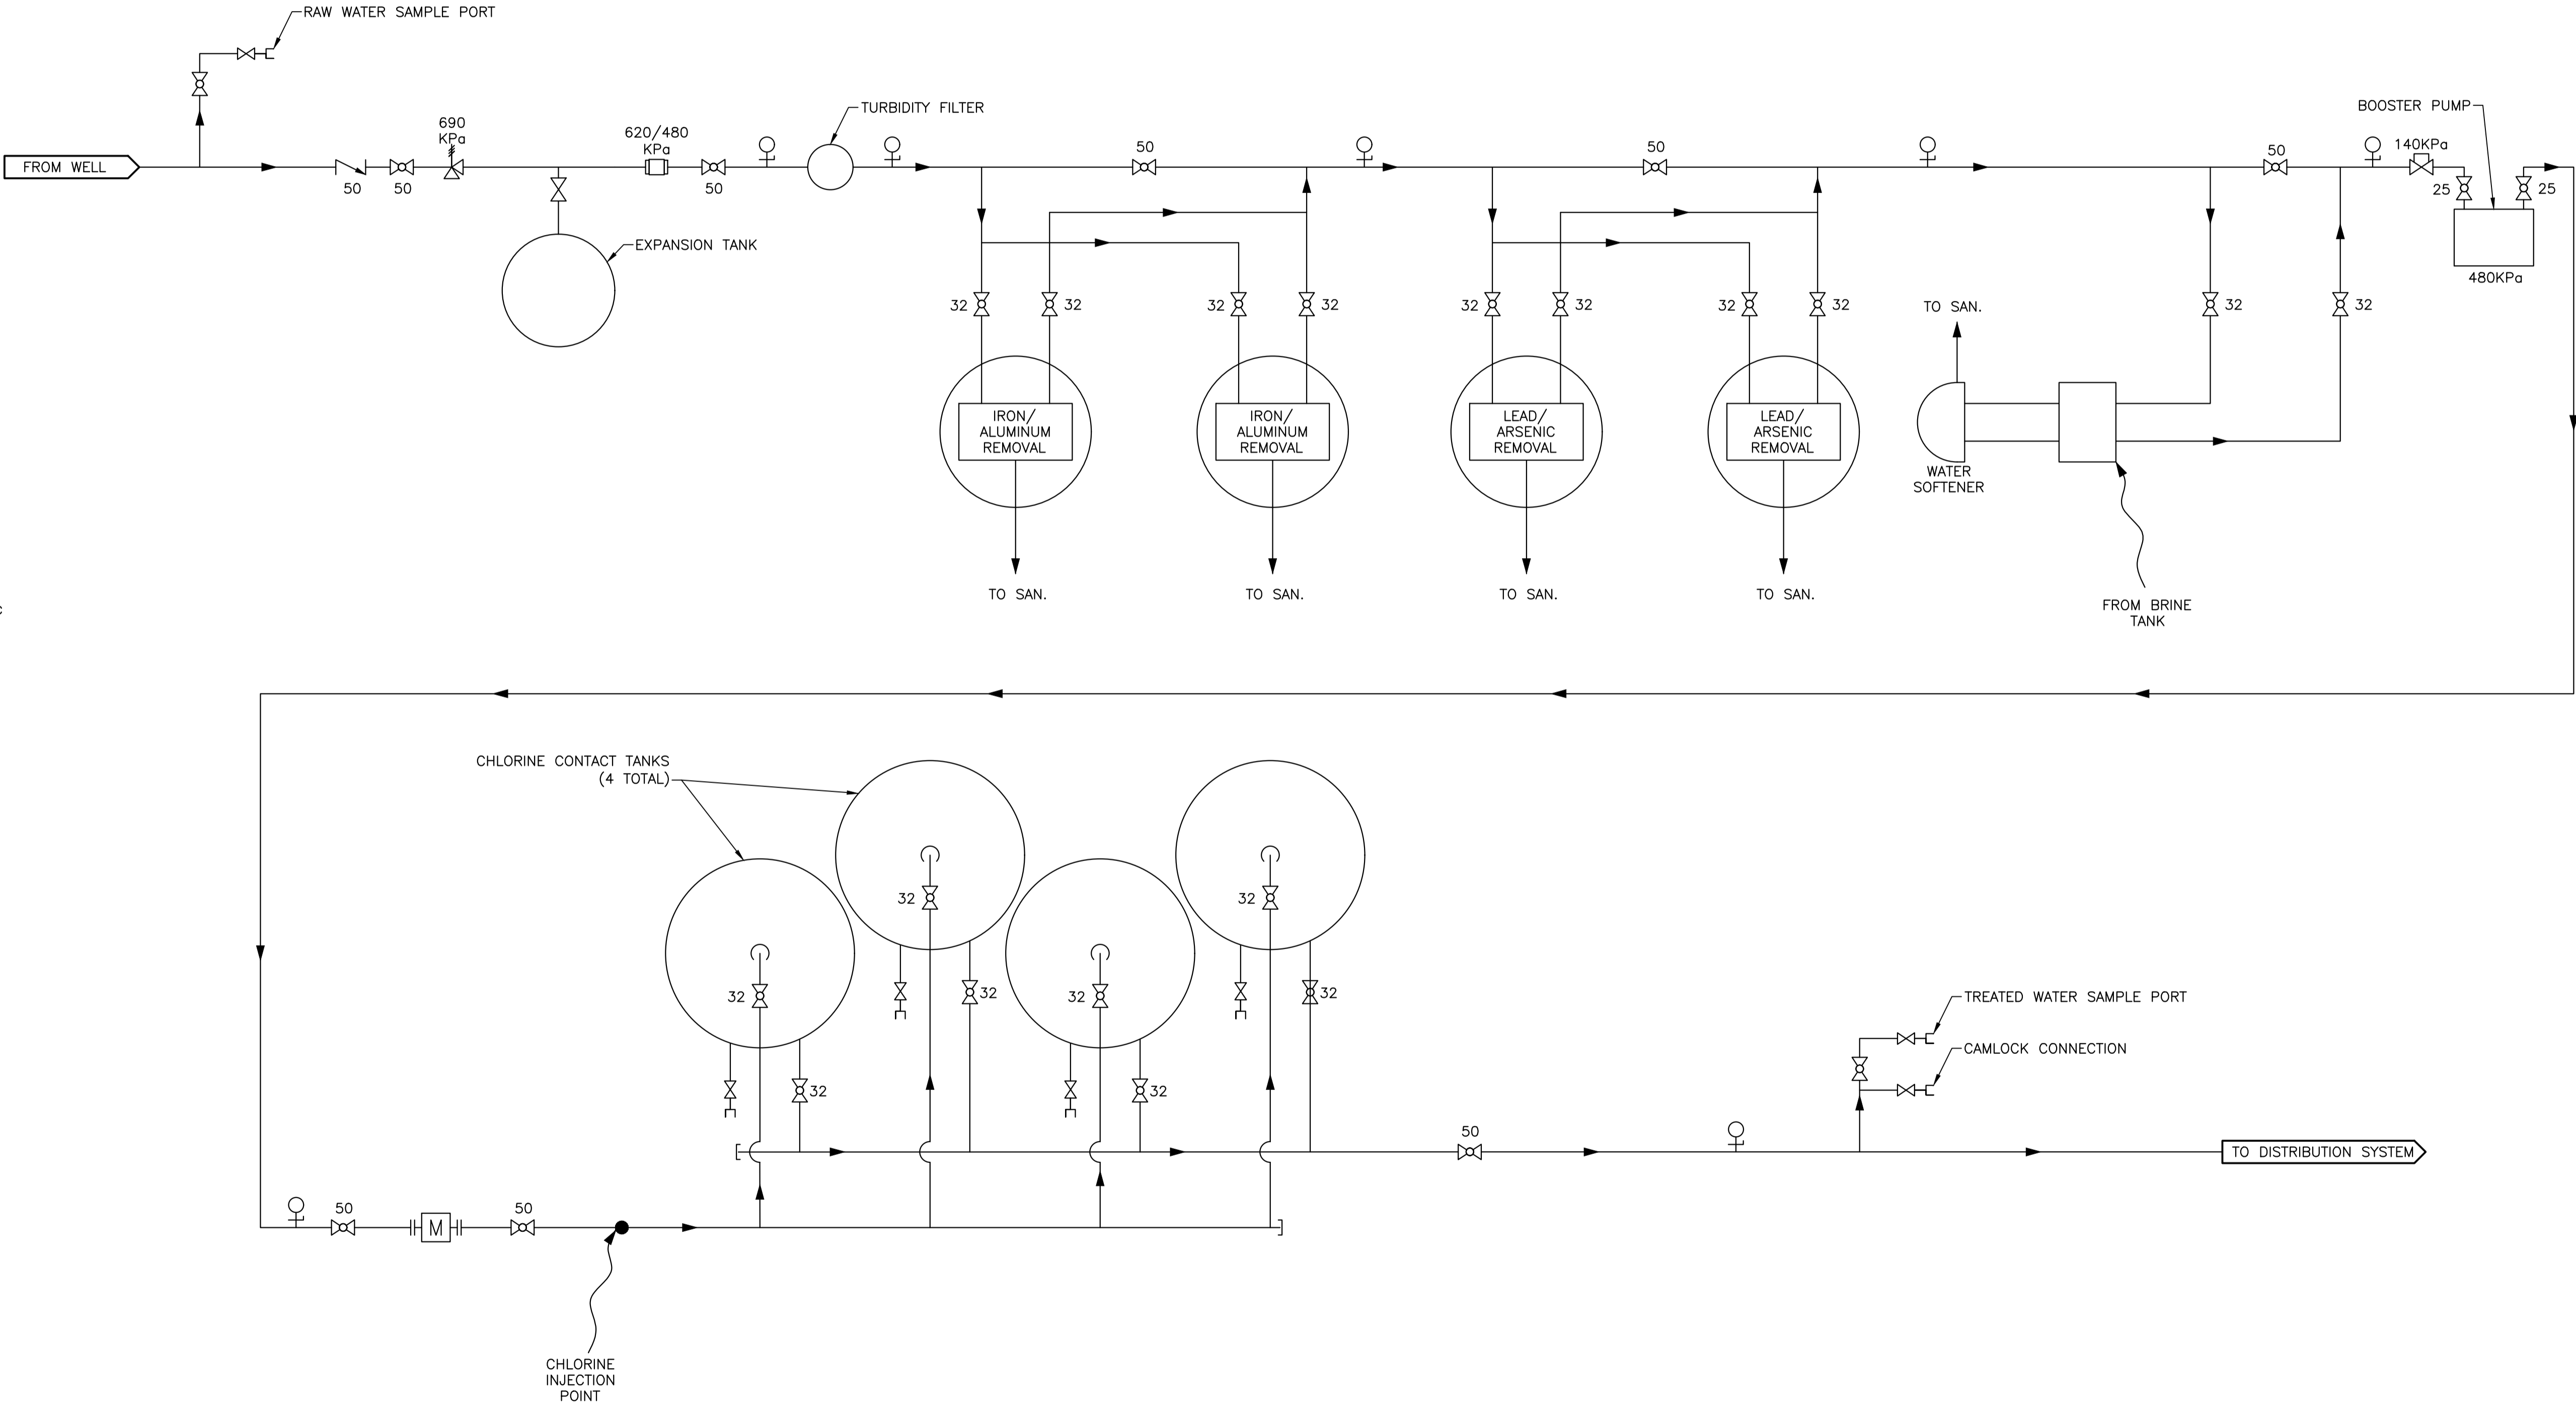 RAW WATER SAMPLE PORT
TURBIDITY FILTER
BOOSTER PUMP
690
KPa
620/480
KPa
50
50
50
140KPa
FROM WELL
50
50
50
25
25
EXPANSION TANK
480KPa
32
32
32
32
32
32
32
32
TO SAN.
32
32
IRON/
ALUMINUM
REMOVAL
IRON/
ALUMINUM
REMOVAL
LEAD/
ARSENIC
REMOVAL
LEAD/
ARSENIC
REMOVAL
WATER
SOFTENER
TO SAN.
TO SAN.
TO SAN.
TO SAN.
FROM BRINE
TANK
CHLORINE CONTACT TANKS
(4 TOTAL)
32
32
32
32
32
32
32
32
TREATED WATER SAMPLE PORT
CAMLOCK CONNECTION
50
TO DISTRIBUTION SYSTEM
50
M
50
CHLORINE
INJECTION
POINT